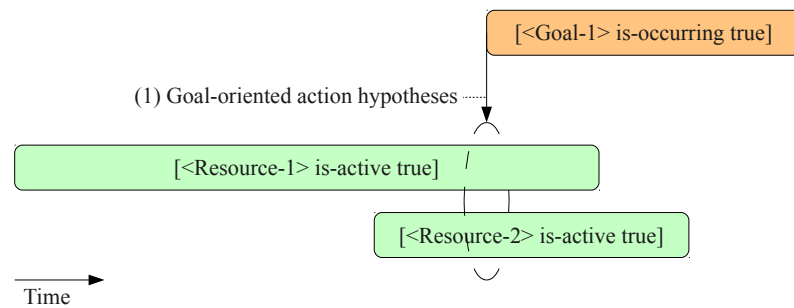 [<Goal-1> is-occurring true]
(1) Goal-oriented action hypotheses
[<Resource-1> is-active true]
[<Resource-2> is-active true]
Time